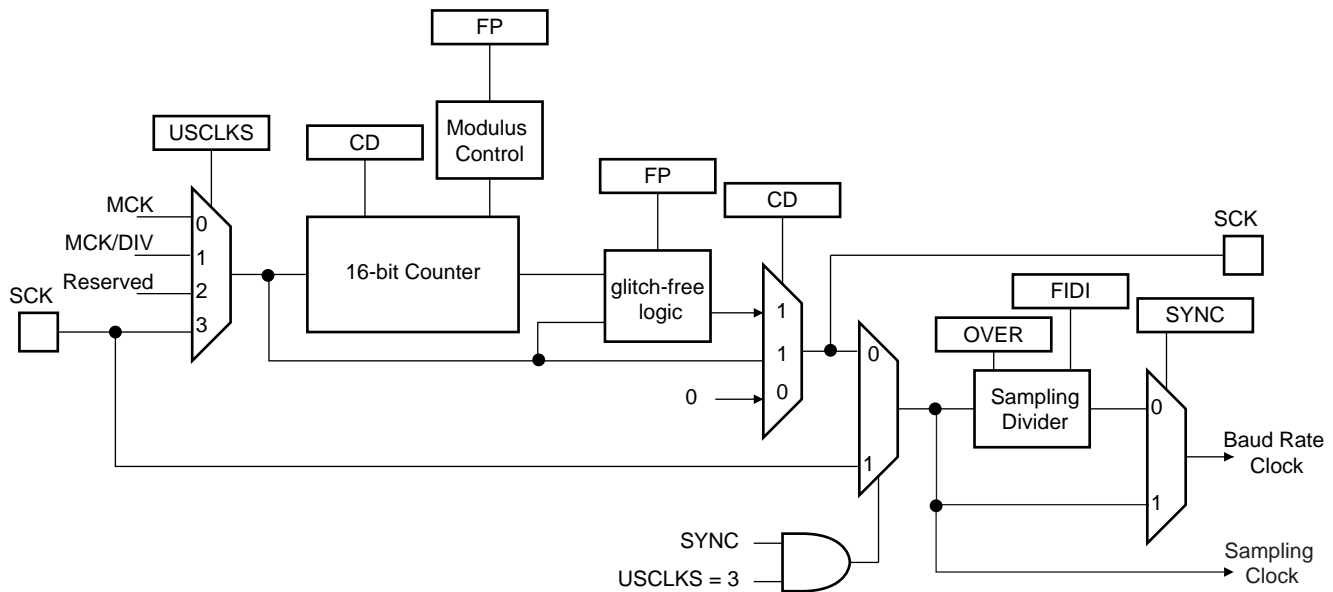 FP
USCLKS
CD
Modulus
Control
FP
CD
MCK
0
SCK
MCK/DIV
1
16-bit Counter
Reserved
2
glitch-free
logic
FIDI
SCK
3
1
SYNC
OVER
1
0
0
0
Sampling
Divider
0
Baud Rate
Clock
1
1
SYNC
USCLKS = 3
Sampling
Clock